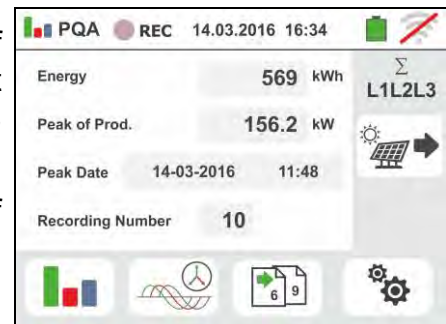 PQA REC 14.03.2016 16:34
Energy 569 kWh
Σ
L1L2L3
Peak of Prod. 156.2 kW
Peak Date 14-03-2016 11:48
Recording Number 10
6 9